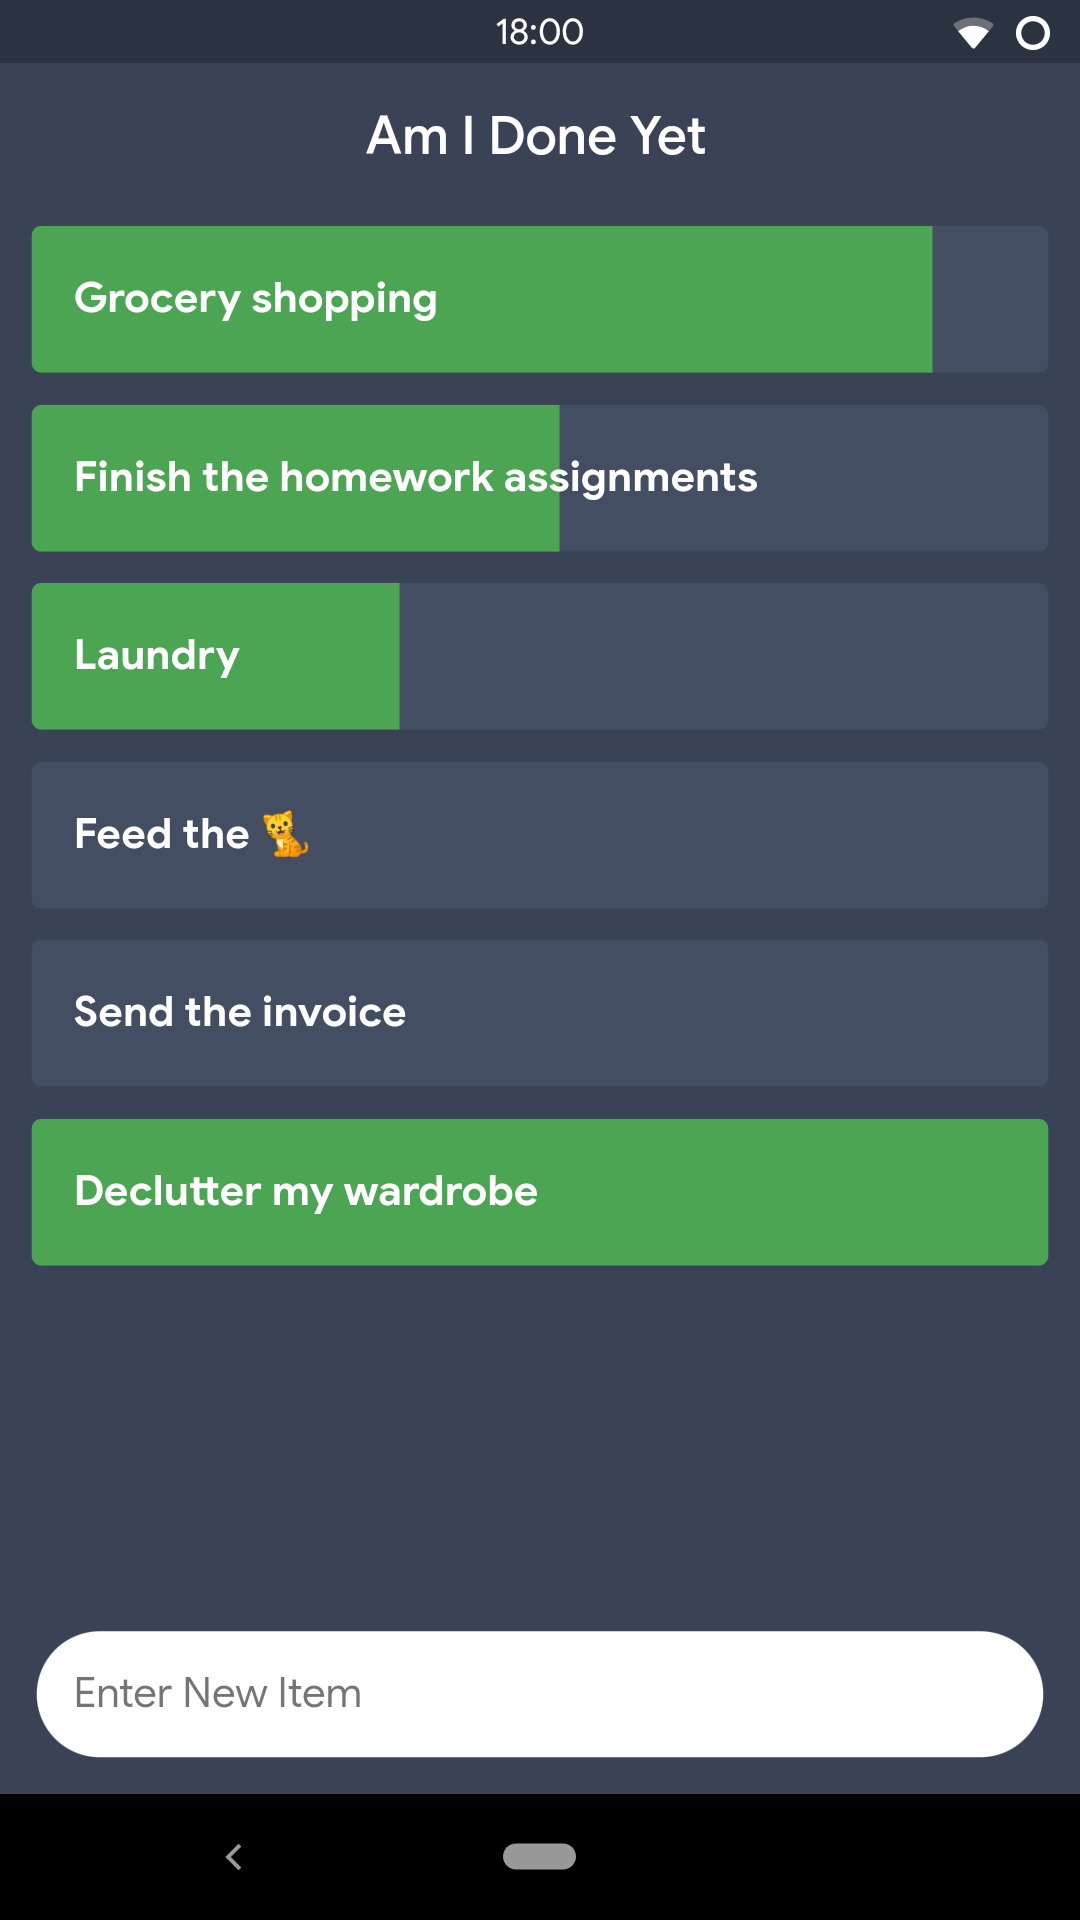 18:00
Am I Done Yet
Grocery shopping
Finish the homework assignments
Laundry
Feed the 🐈
Send the invoice
Declutter my wardrobe
Enter New Item